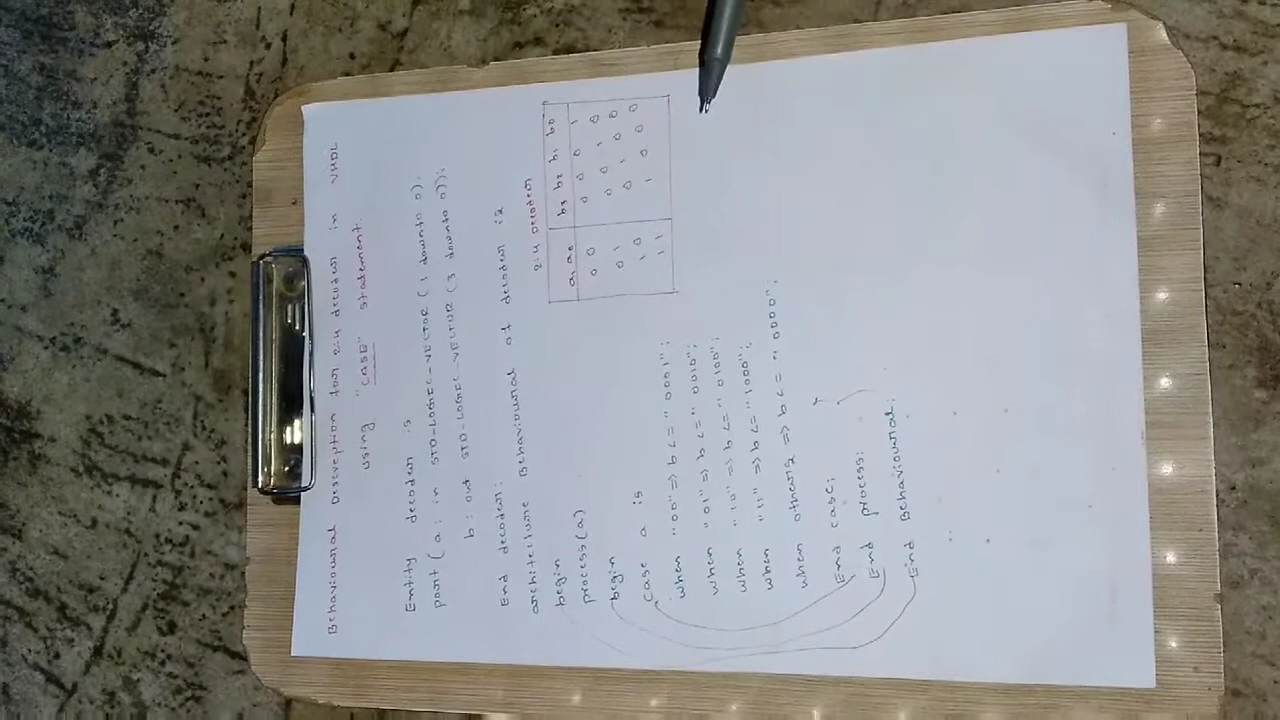 Behavioural Description for 2:4 decoder in VHDL
using "CASE" statement.
Entity decoder is
port ( a : in STD-LOGIC-VECTOR ( 1 downto 0);
b : out STD-LOGIC-VECTOR ( 3 downto 0));
End decoder;
architecture Behavioural of decoder is
begin
process(a)
begin
case a is
when "00" => b <= "0001";
when "01" => b <= "0010";
when "10" => b <= "0100";
when "11" => b <= "1000";
when others => b <= "0000";
End case;
End process;
End Behavioural;
2:4 Decoder
a1 a0 b3 b2 b1 b0
0 0 0 0 0 1
0 1 0 0 1 0
1 0 0 1 0 0
1 1 1 0 0 0